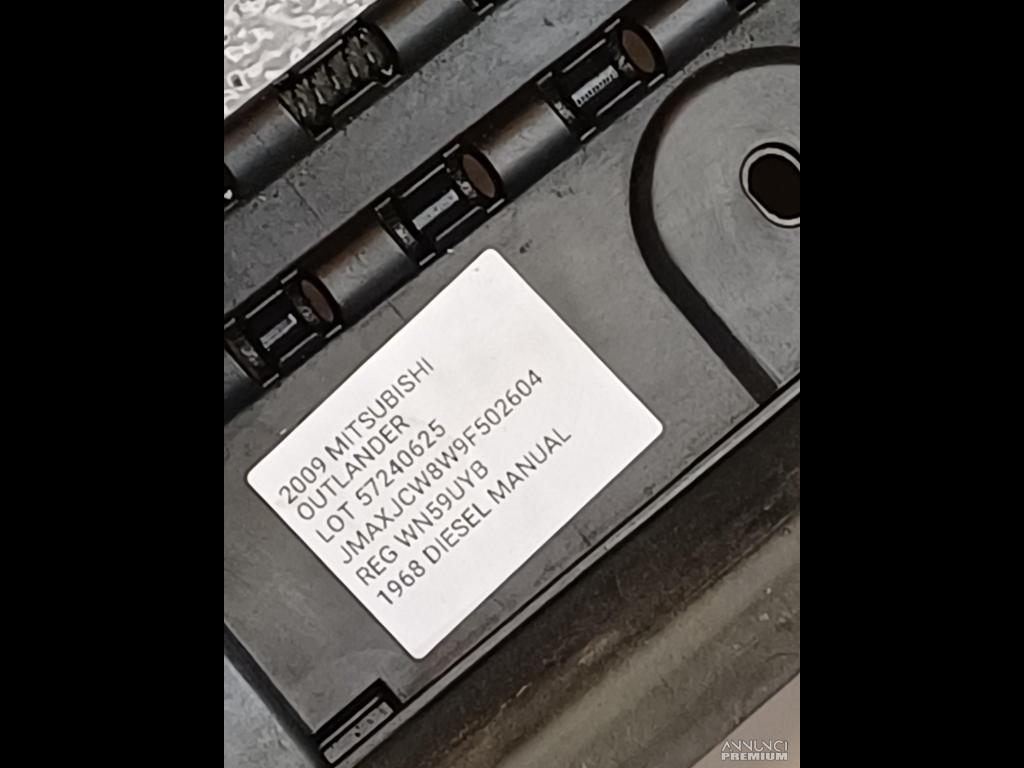 2009 MITSUBISHI
OUTLANDER
LOT 57240625
JMAXJCW8W9F502604
REG WN59UYB
1968 DIESEL MANUAL
ANNUNCI
PREMIUM